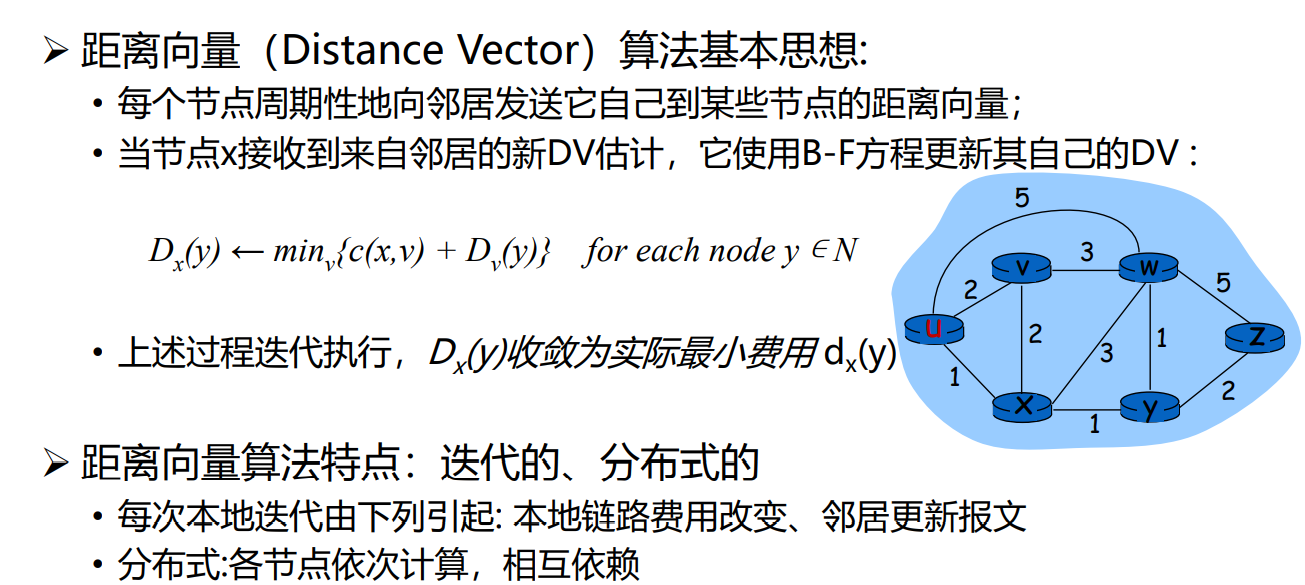 ➢ 距离向量（Distance Vector）算法基本思想:
• 每个节点周期性地向邻居发送它自己到某些节点的距离向量；
• 当节点x接收到来自邻居的新DV估计，它使用B-F方程更新其自己的DV：
Dx(y) ← minv{c(x,v) + Dv(y)} for each node y ∈ N
• 上述过程迭代执行，Dx(y)收敛为实际最小费用 dx(y)
5
v
3
w
2
5
u
2
3
1
z
1
x
1
y
2
➢ 距离向量算法特点：迭代的、分布式的
• 每次本地迭代由下列引起: 本地链路费用改变、邻居更新报文
• 分布式:各节点依次计算，相互依赖